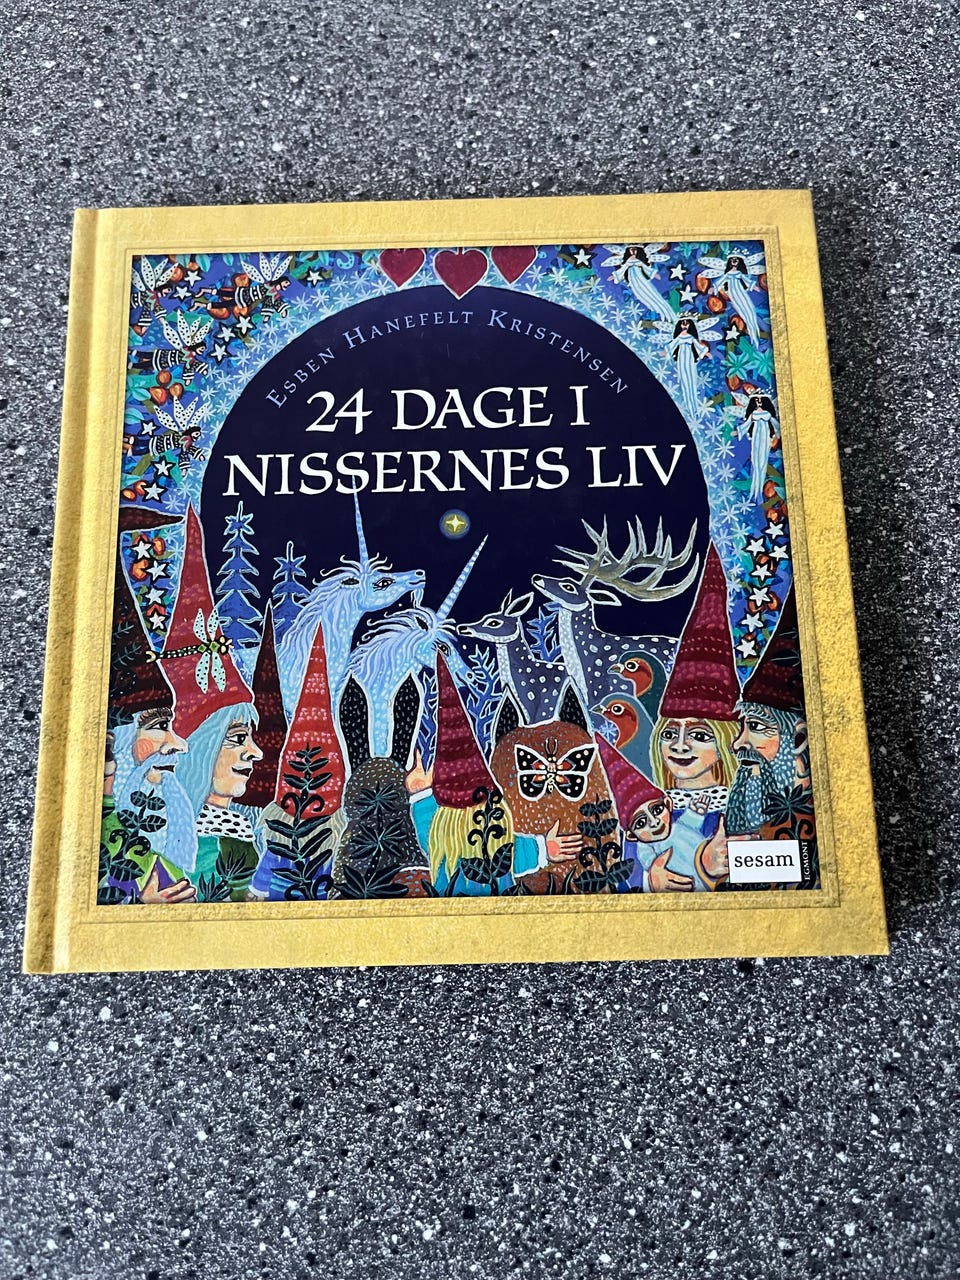 ESBEN HANEFELT KRISTENSEN
24 DAGE I
NISSERNES LIV
sesam
EGMONT